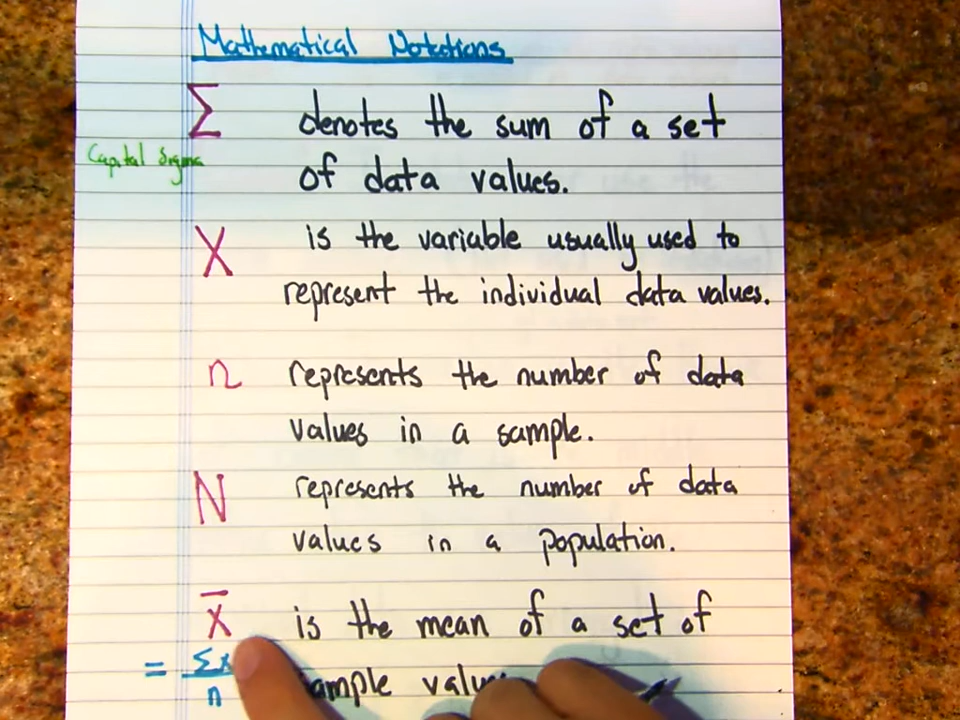 Mathematical Notations
Σ denotes the sum of a set
Capital Sigma
of data values.
X is the variable usually used to
represent the individual data values.
n represents the number of data
values in a sample.
N represents the number of data
values in a population.
x̄ is the mean of a set of
= Σx
n